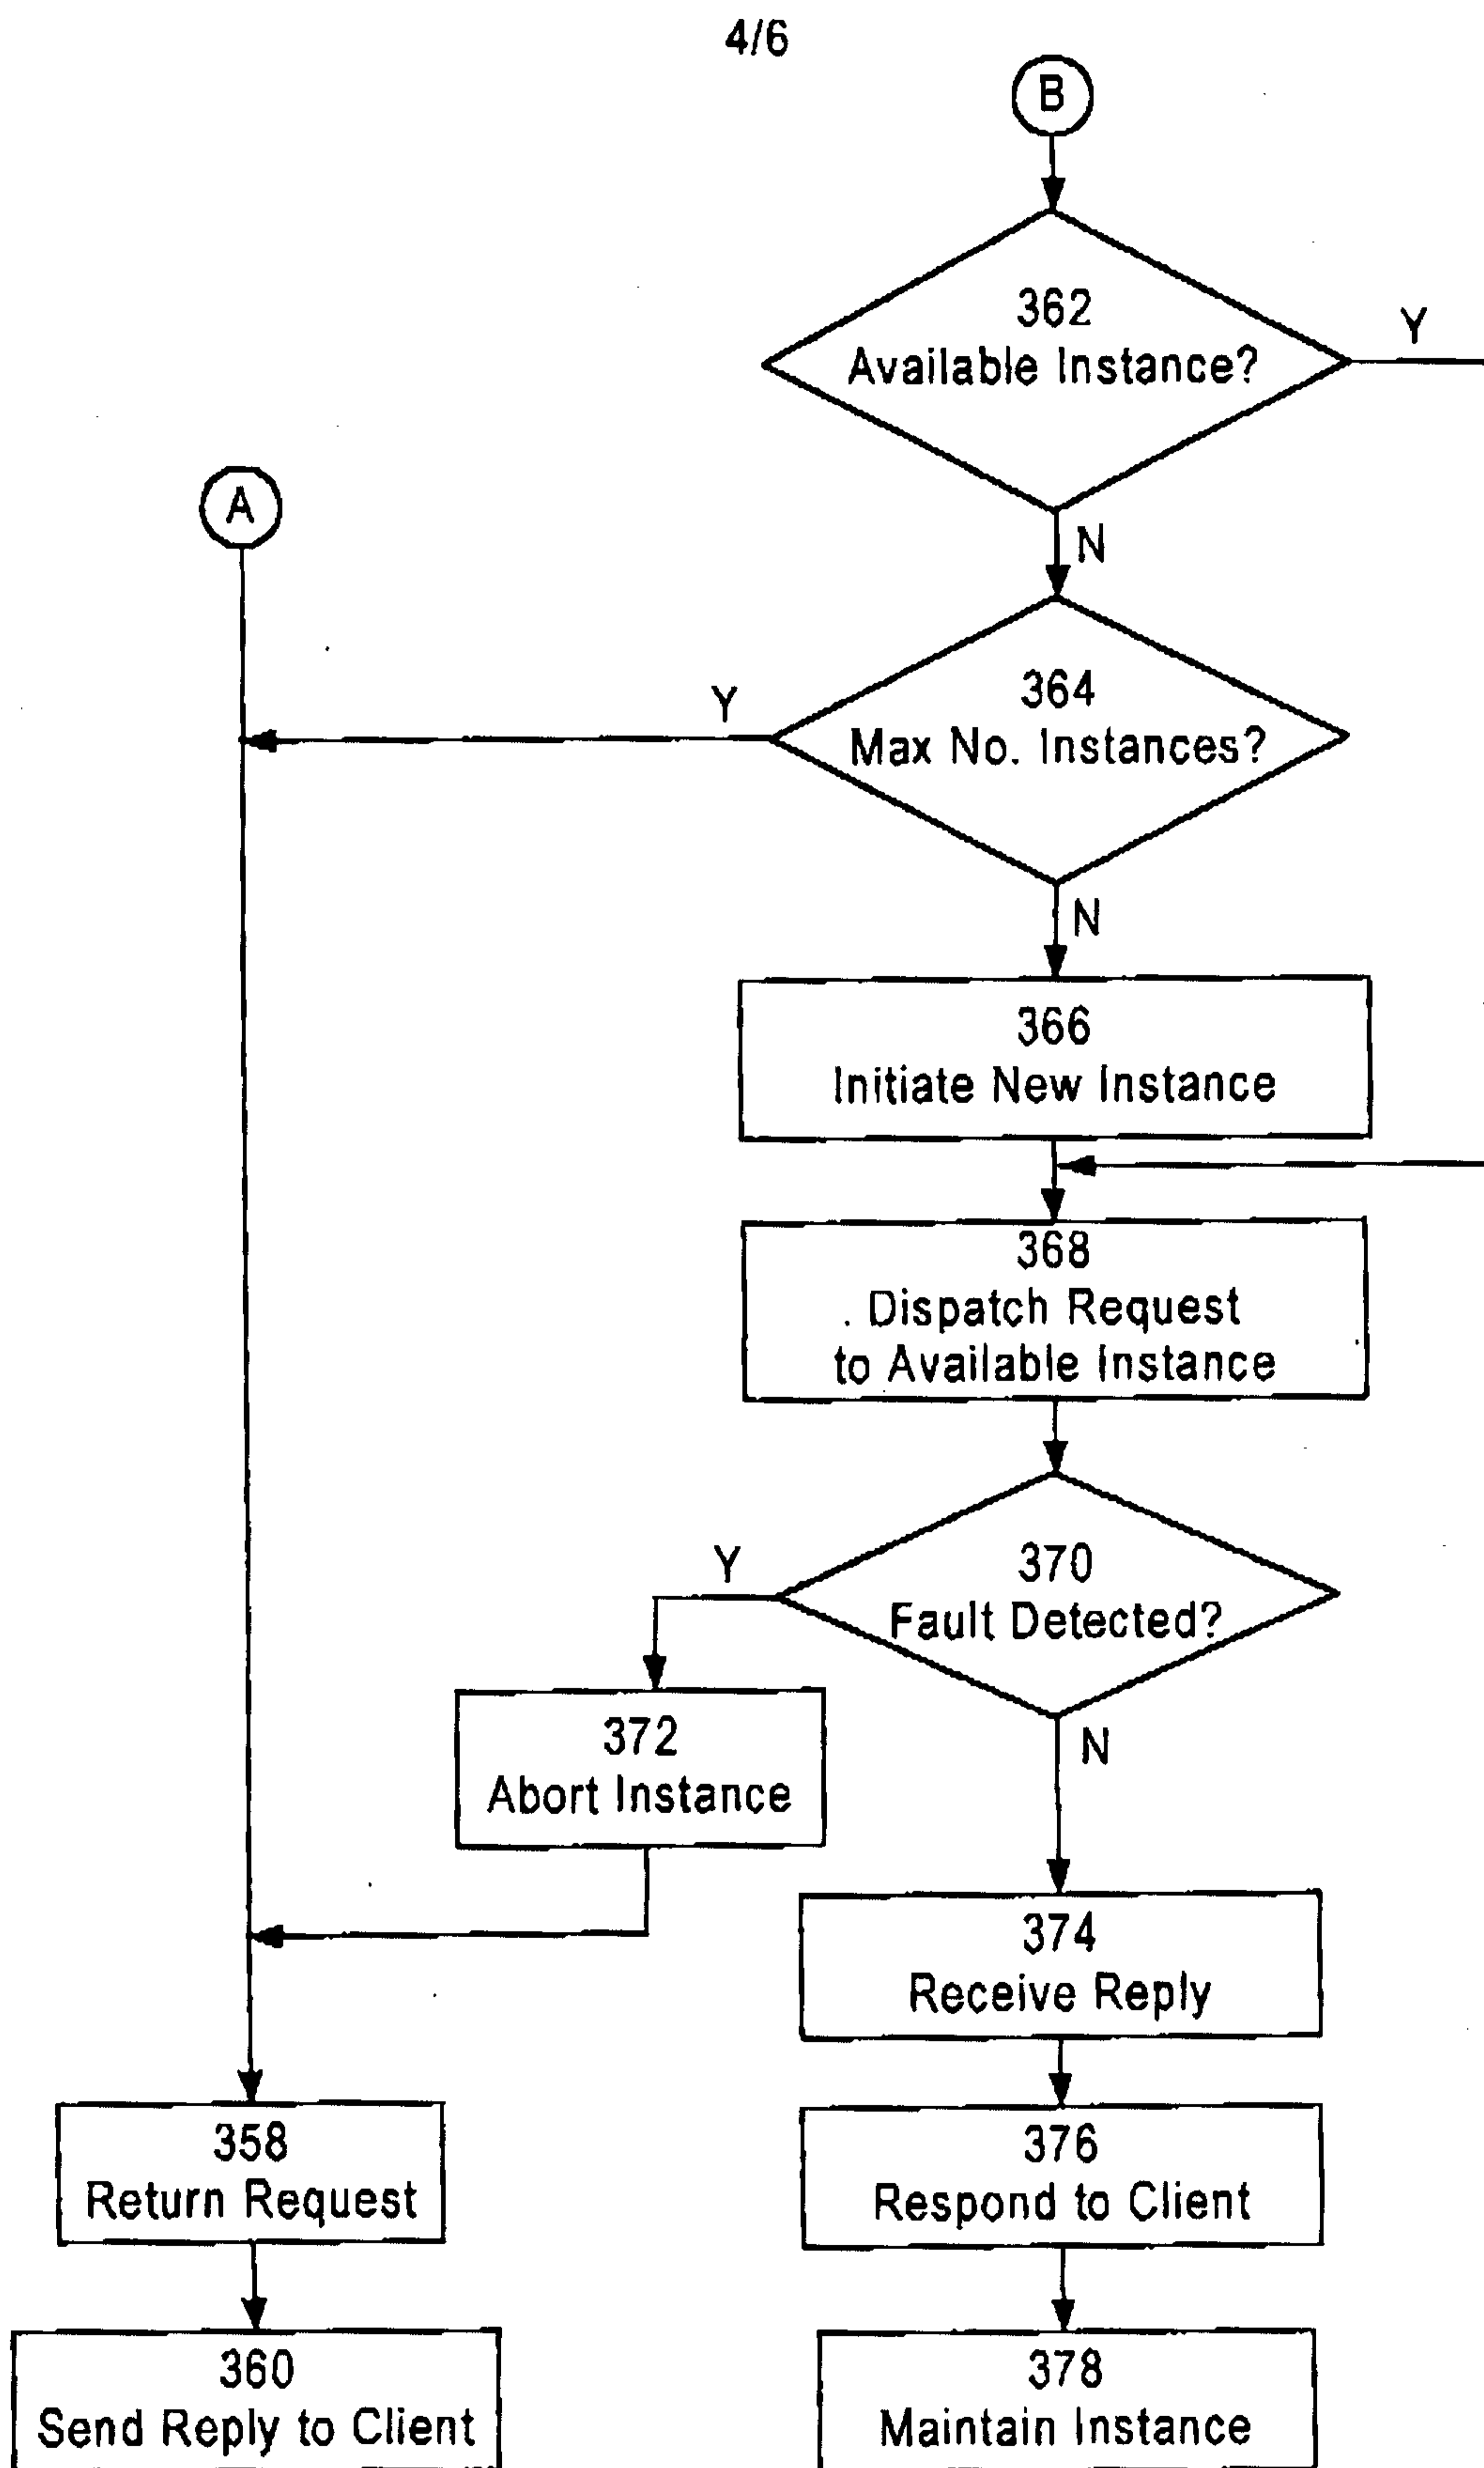 4/6
B
362
Available Instance?
Y
N
A
364
Max No. Instances?
Y
N
366
Initiate New Instance
368
Dispatch Request
to Available Instance
370
Fault Detected?
Y
N
372
Abort Instance
374
Receive Reply
358
Return Request
376
Respond to Client
360
Send Reply to Client
378
Maintain Instance